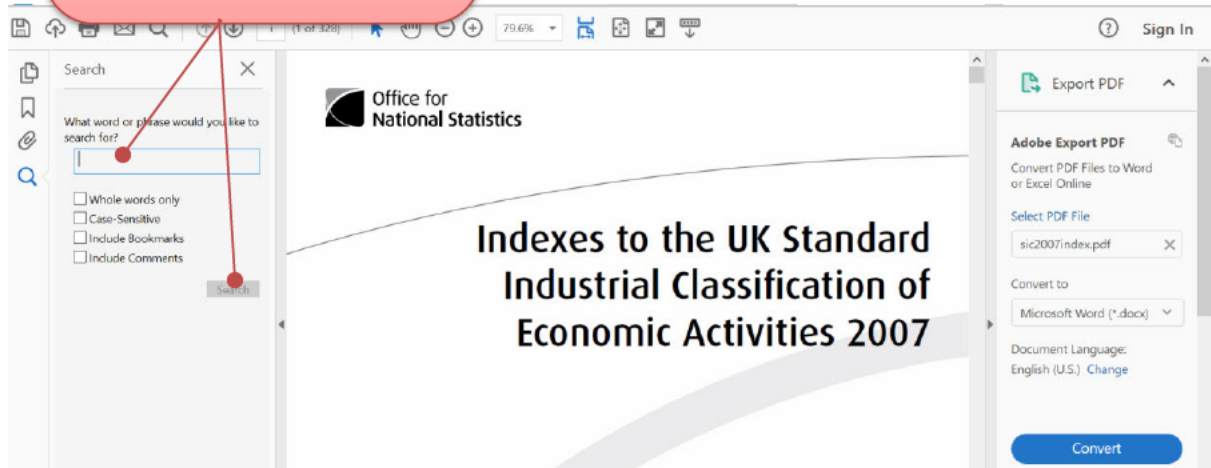 (1 of 328)
79.6%
Sign In
Search
What word or phrase would you like to
search for?
Whole words only
Case-Sensitive
Include Bookmarks
Include Comments
Search
Office for
National Statistics
Indexes to the UK Standard
Industrial Classification of
Economic Activities 2007
Export PDF
Adobe Export PDF
Convert PDF Files to Word
or Excel Online
Select PDF File
sic2007index.pdf
Convert to
Microsoft Word (*.docx)
Document Language:
English (U.S.) Change
Convert